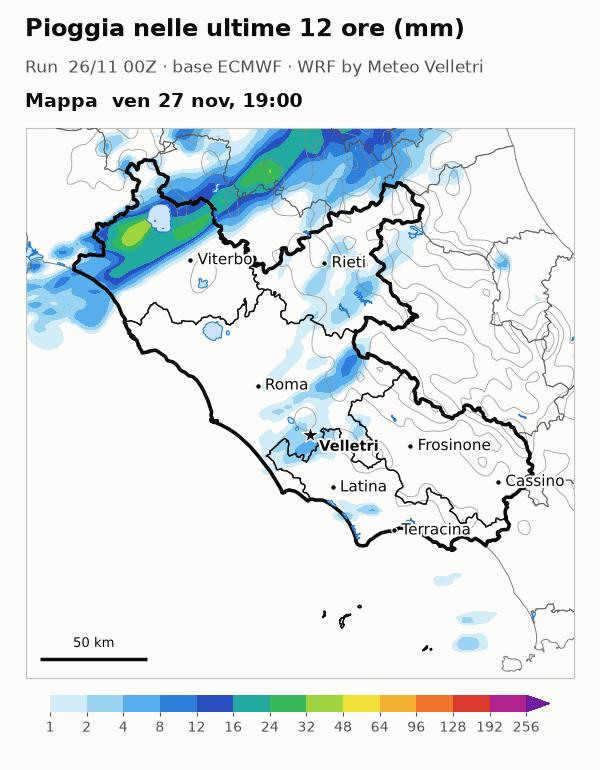 Pioggia nelle ultime 12 ore (mm)
Run  26/11 00Z · base ECMWF · WRF by Meteo Velletri
Mappa  ven 27 nov, 19:00
Viterbo
Rieti
Roma
Velletri
Frosinone
Latina
Cassino
Terracina
50 km
1 2 4 8 12 16 24 32 48 64 96 128 192 256